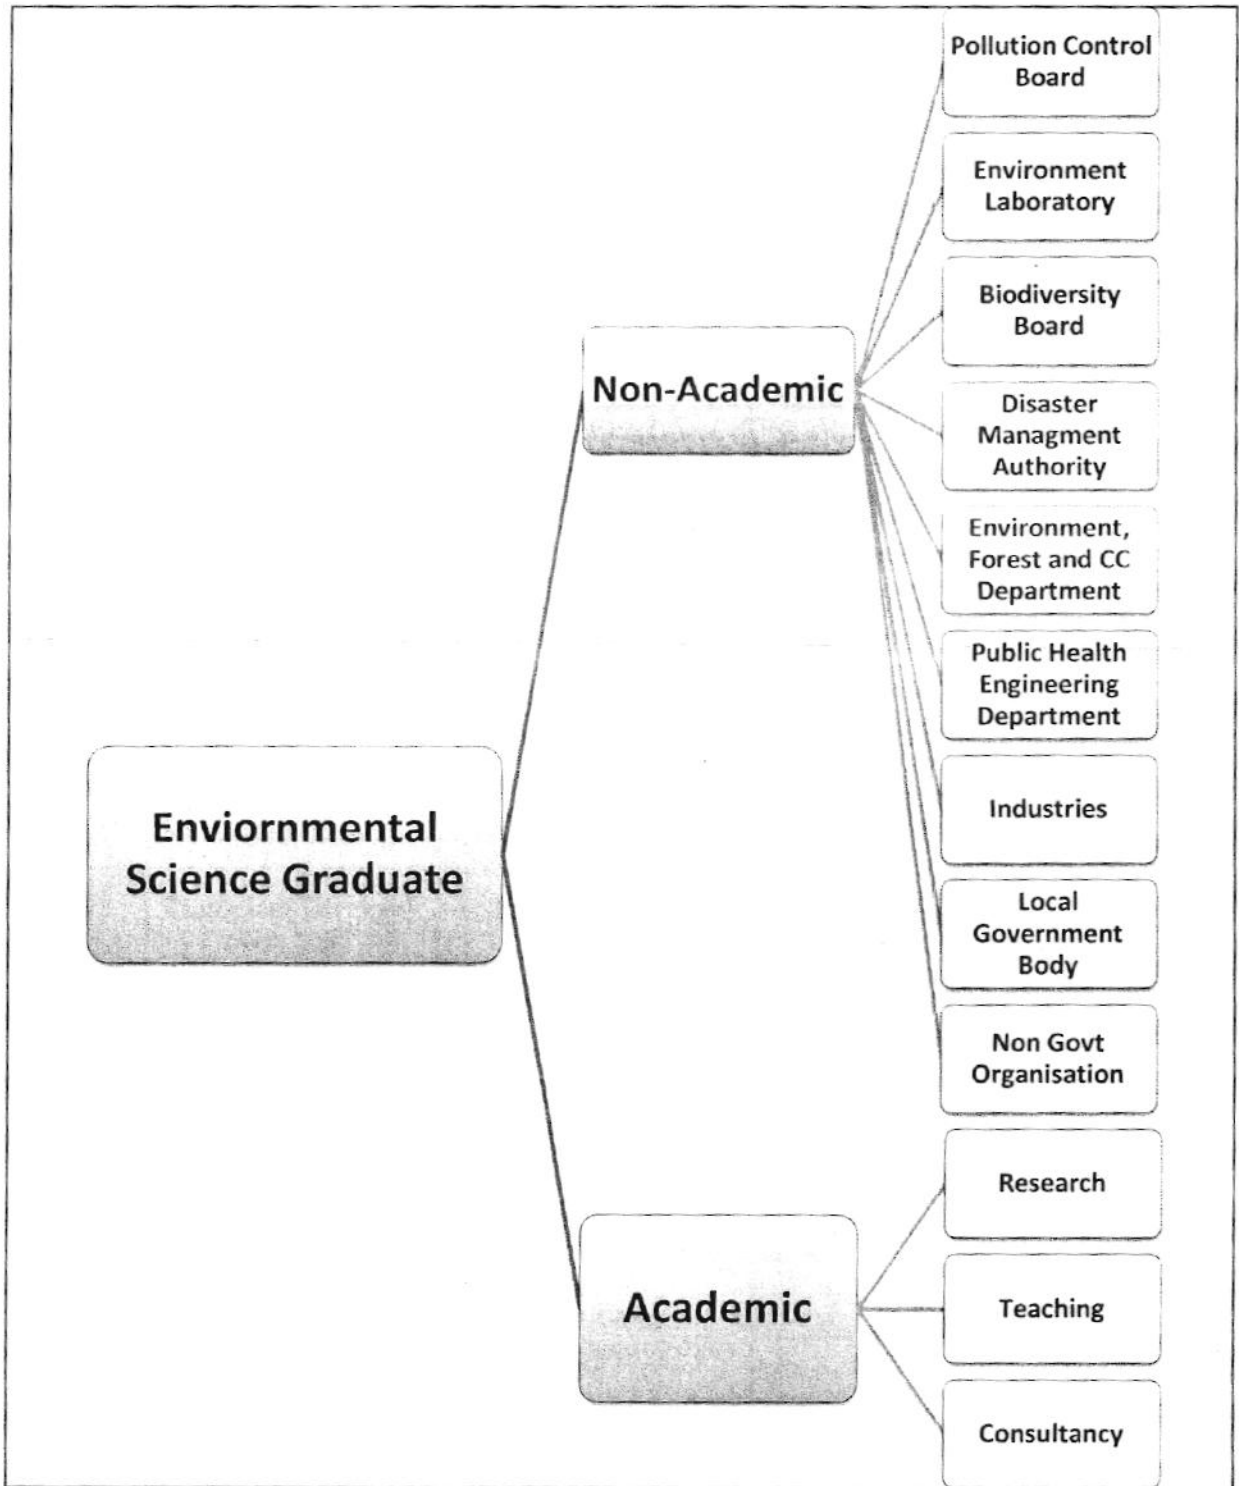 Pollution Control
Board
Environment
Laboratory
Biodiversity
Board
Non-Academic
Disaster
Managment
Authority
Environment,
Forest and CC
Department
Public Health
Engineering
Department
Enviornmental
Science Graduate
Industries
Local
Government
Body
Non Govt
Organisation
Research
Academic
Teaching
Consultancy